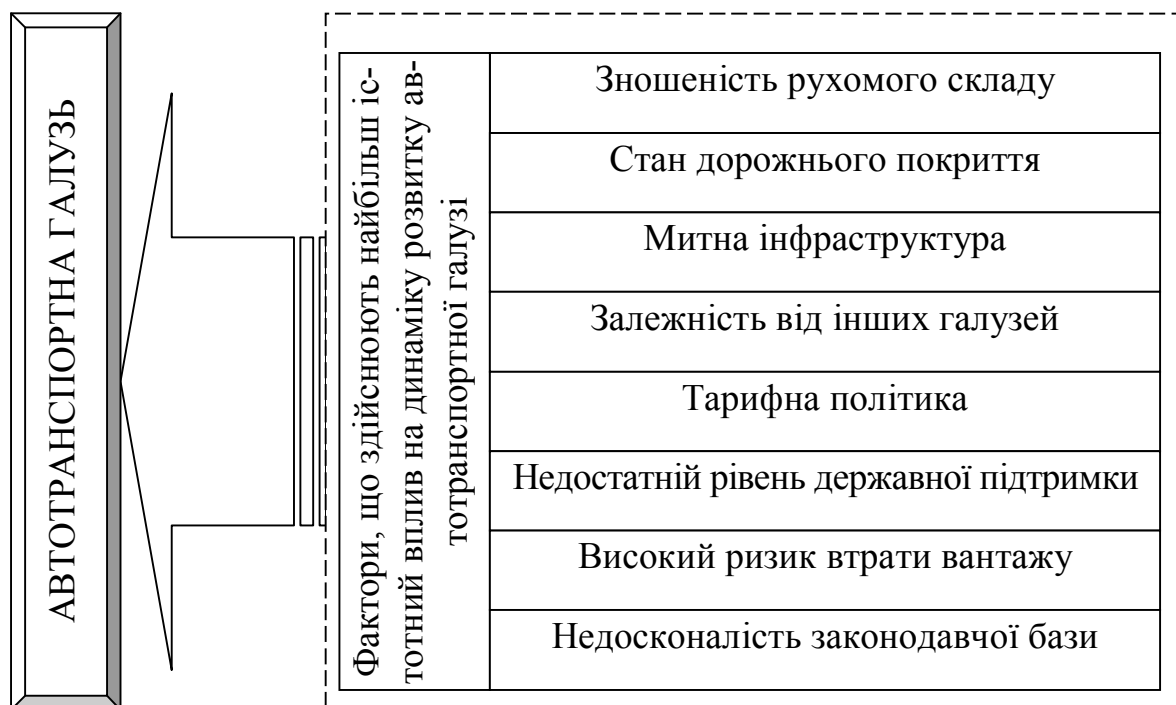 АВТОТРАНСПОРТНА ГАЛУЗЬ
Фактори, що здійснюють найбільш іс-
тотний вплив на динаміку розвитку ав-
тотранспортної галузі
Зношеність рухомого складу
Стан дорожнього покриття
Митна інфраструктура
Залежність від інших галузей
Тарифна політика
Недостатній рівень державної підтримки
Високий ризик втрати вантажу
Недосконалість законодавчої бази